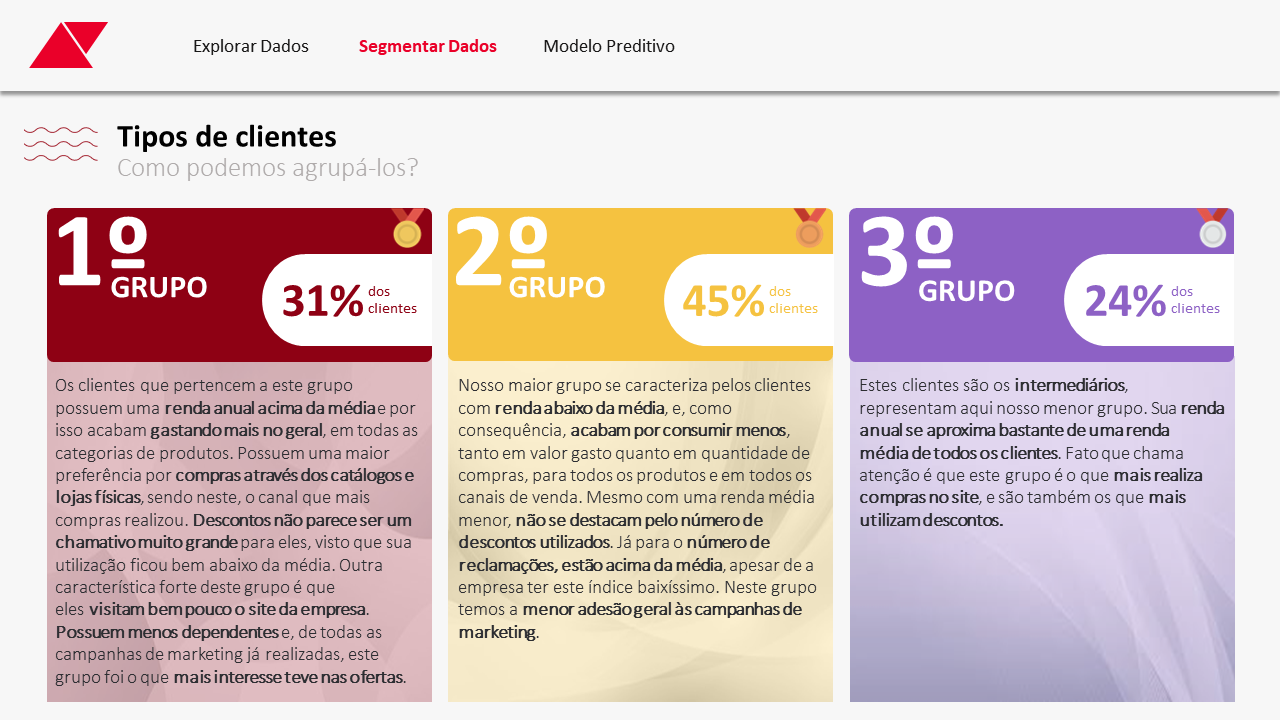 Explorar Dados
Segmentar Dados
Modelo Preditivo
Tipos de clientes
Como podemos agrupá-los?
1º
GRUPO
31% dos
clientes
Os clientes que pertencem a este grupo
possuem uma renda anual acima da média e por
isso acabam gastando mais no geral, em todas as
categorias de produtos. Possuem uma maior
preferência por compras através dos catálogos e
lojas físicas, sendo neste, o canal que mais
compras realizou. Descontos não parece ser um
chamativo muito grande para eles, visto que sua
utilização ficou bem abaixo da média. Outra
característica forte deste grupo é que
eles visitam bem pouco o site da empresa.
Possuem menos dependentes e, de todas as
campanhas de marketing já realizadas, este
grupo foi o que mais interesse teve nas ofertas.
2º
GRUPO
45% dos
clientes
Nosso maior grupo se caracteriza pelos clientes
com renda abaixo da média, e, como
consequência, acabam por consumir menos,
tanto em valor gasto quanto em quantidade de
compras, para todos os produtos e em todos os
canais de venda. Mesmo com uma renda média
menor, não se destacam pelo número de
descontos utilizados. Já para o número de
reclamações, estão acima da média, apesar de a
empresa ter este índice baixíssimo. Neste grupo
temos a menor adesão geral às campanhas de
marketing.
3º
GRUPO
24% dos
clientes
Estes clientes são os intermediários,
representam aqui nosso menor grupo. Sua renda
anual se aproxima bastante de uma renda
média de todos os clientes. Fato que chama
atenção é que este grupo é o que mais realiza
compras no site, e são também os que mais
utilizam descontos.